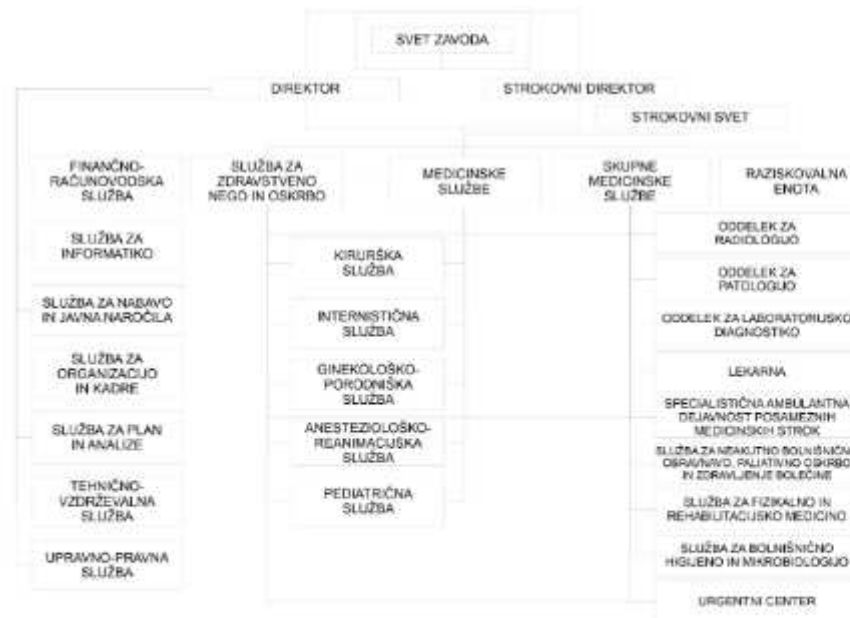 SVET ZAVODA
DIREKTOR
STROKOVNI DIREKTOR
STROKOVNI SVET
FINANČNO-
RAČUNOVODSKA
SLUŽBA
SLUŽBA ZA
ZDRAVSTVENO
NEGO IN OSKRBO
MEDICINSKE
SLUŽBE
SKUPNE
MEDICINSKE
SLUŽBE
RAZISKOVALNA
ENOTA
SLUŽBA ZA
INFORMATIKO
SLUŽBA ZA NABAVO
IN JAVNA NAROČILA
SLUŽBA ZA
ORGANIZACIJO
IN KADRE
SLUŽBA ZA PLAN
IN ANALIZE
TEHNIČNO-
VZDRŽEVALNA
SLUŽBA
UPRAVNO-PRAVNA
SLUŽBA
KIRURŠKA
SLUŽBA
INTERNISTIČNA
SLUŽBA
GINEKOLOŠKO-
PORODNIŠKA
SLUŽBA
ANESTEZIOLOŠKO-
REANIMACIJSKA
SLUŽBA
PEDIATRIČNA
SLUŽBA
ODDELEK ZA
RADIOLOGIJO
ODDELEK ZA
PATOLOGIJO
ODDELEK ZA LABORATORIJSKO
DIAGNOSTIKO
LEKARNA
SPECIALISTIČNA AMBULANTNA
DEJAVNOST POSAMEZNIH
MEDICINSKIH STROK
SLUŽBA ZA NEAKUTNO BOLNIŠNIČNO
OBRAVNAVO, PALIATIVNO OSKRBO
IN ZDRAVLJENJE BOLEČINE
SLUŽBA ZA FIZIKALNO IN
REHABILITACIJSKO MEDICINO
SLUŽBA ZA BOLNIŠNIČNO
HIGIJENO IN MIKROBIOLOGIJO
URGENTNI CENTER